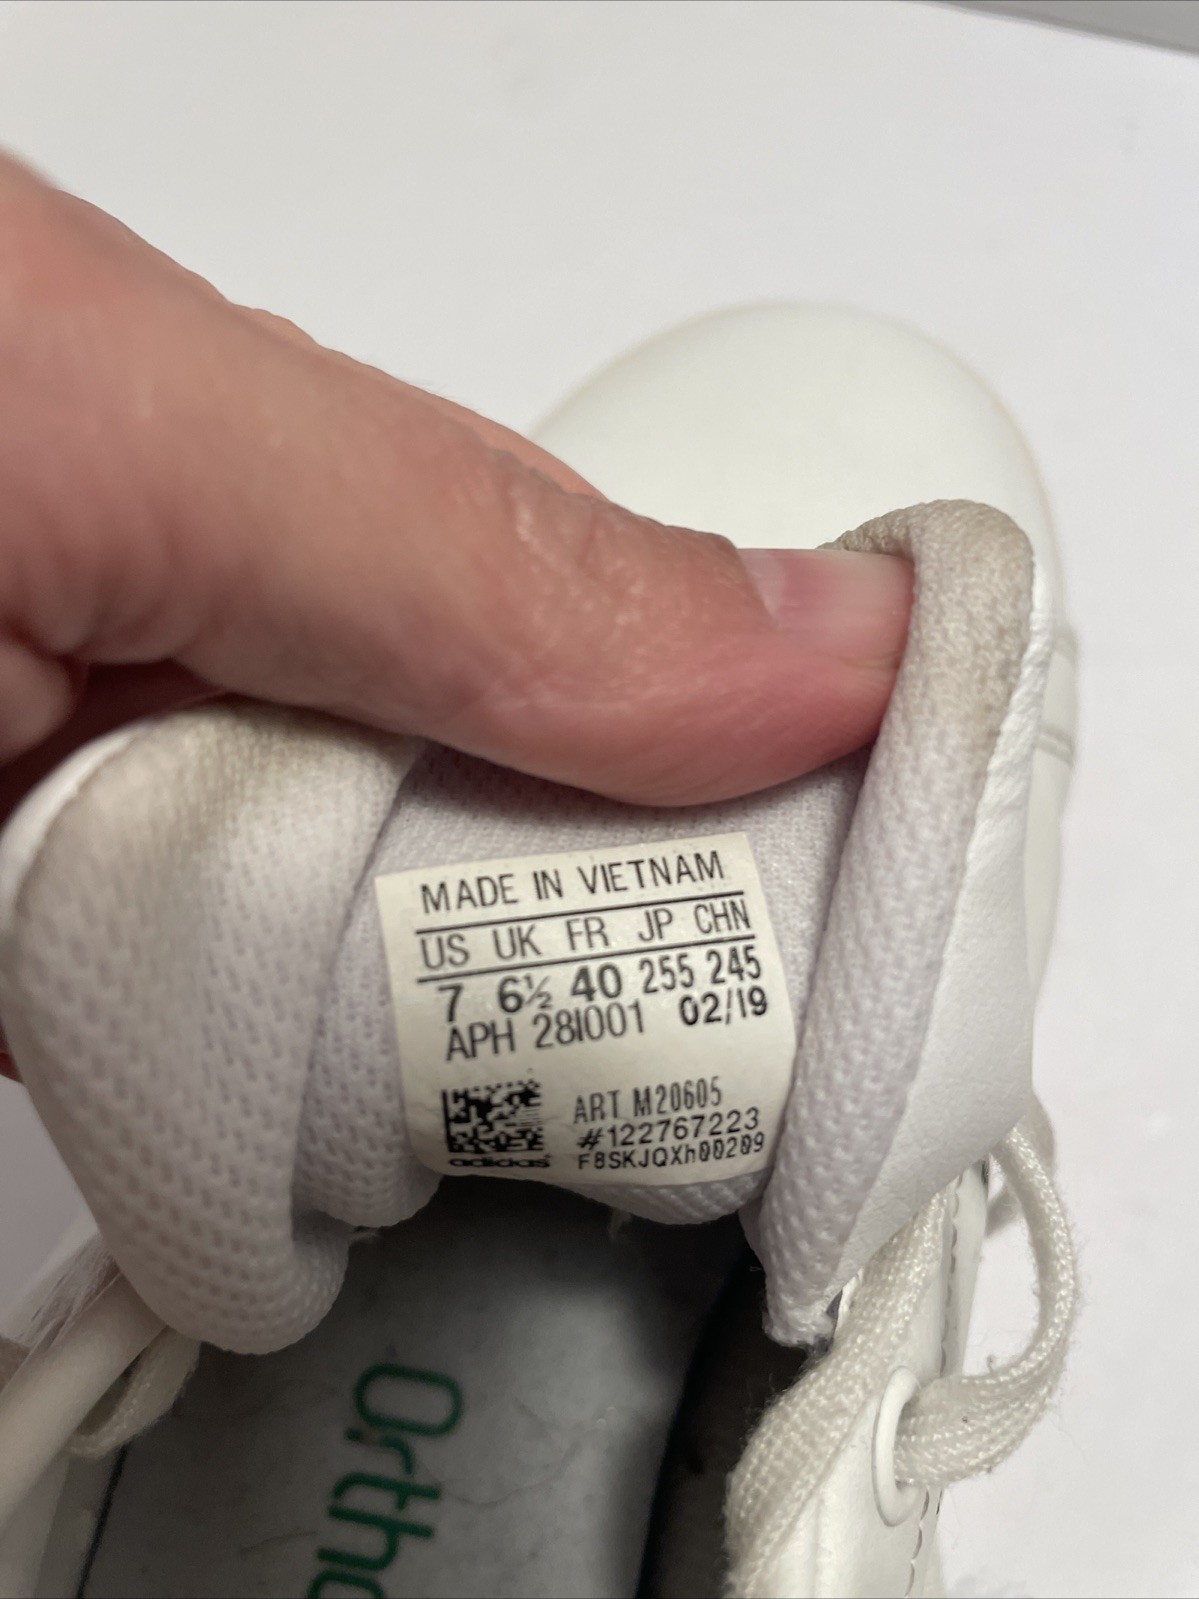 MADE IN VIETNAM
US UK FR JP CHN
7 6½ 40 255 245
APH 28I001 02/19
ART M20605
#122767223
adidas F8SKJQXh00209
Ortho